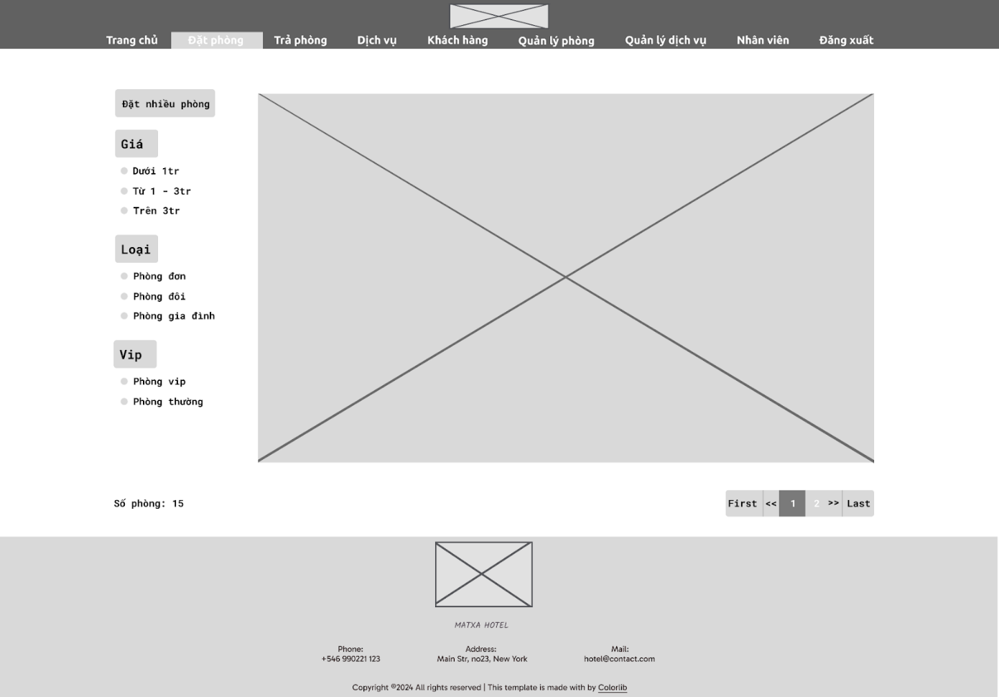 Trang chủ Đặt phòng Trả phòng Dịch vụ Khách hàng Quản lý phòng Quản lý dịch vụ Nhân viên Đăng xuất
Đặt nhiều phòng
Giá
Dưới 1tr
Từ 1 - 3tr
Trên 3tr
Loại
Phòng đơn
Phòng đôi
Phòng gia đình
Vip
Phòng vip
Phòng thường
Số phòng: 15
First << 1 2 >> Last
MATXA HOTEL
Phone:
+546 990221 123
Address:
Main Str, no23, New York
Mail:
hotel@contact.com
Copyright ©2024 All rights reserved | This template is made with by Colorlib